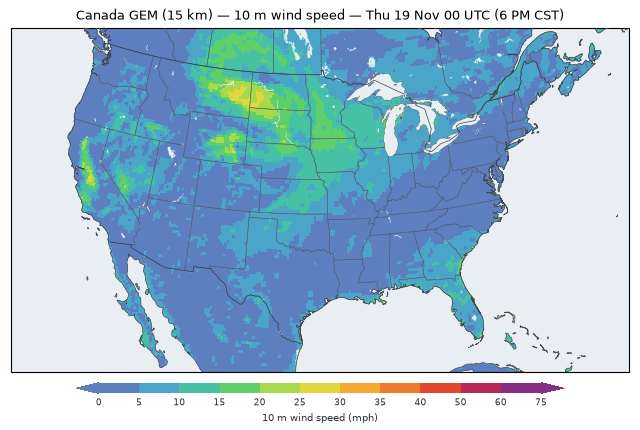 Canada GEM (15 km) — 10 m wind speed — Thu 19 Nov 00 UTC (6 PM CST)
0 5 10 15 20 25 30 35 40 50 60 75
10 m wind speed (mph)